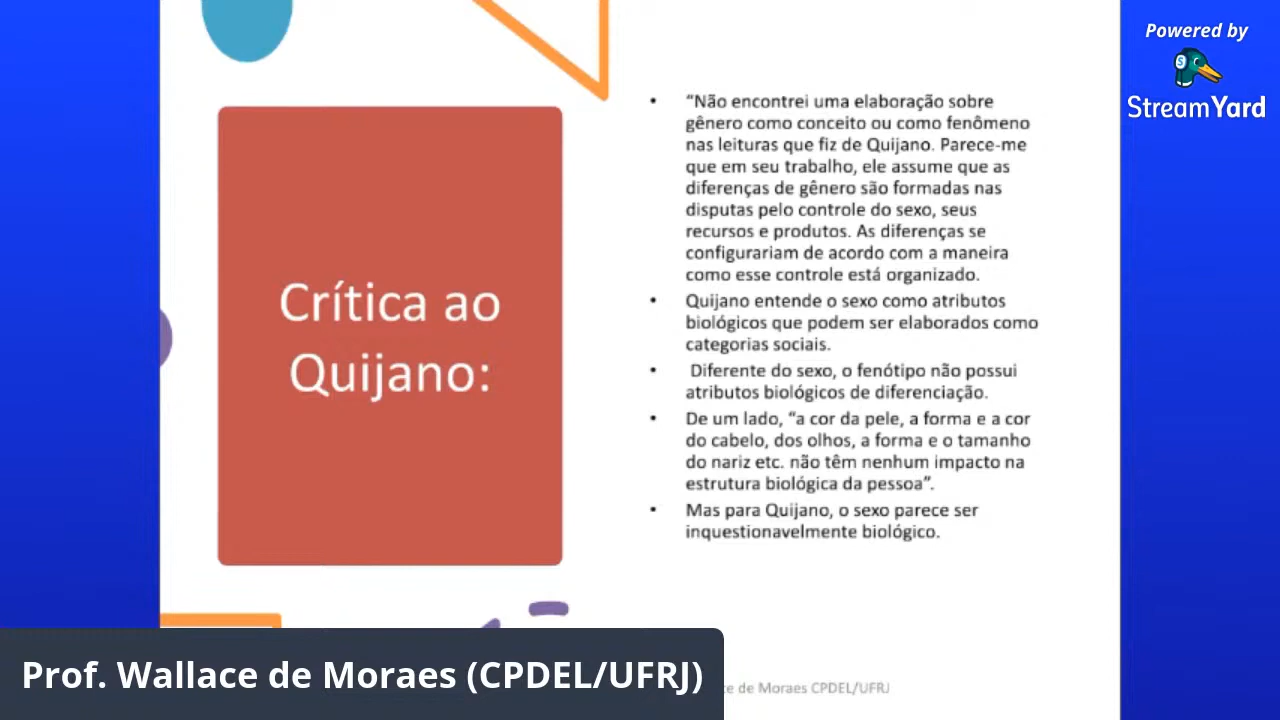 Powered by
StreamYard
Crítica ao
Quijano:
• “Não encontrei uma elaboração sobre
gênero como conceito ou como fenômeno
nas leituras que fiz de Quijano. Parece-me
que em seu trabalho, ele assume que as
diferenças de gênero são formadas nas
disputas pelo controle do sexo, seus
recursos e produtos. As diferenças se
configurariam de acordo com a maneira
como esse controle está organizado.
• Quijano entende o sexo como atributos
biológicos que podem ser elaborados como
categorias sociais.
• Diferente do sexo, o fenótipo não possui
atributos biológicos de diferenciação.
• De um lado, “a cor da pele, a forma e a cor
do cabelo, dos olhos, a forma e o tamanho
do nariz etc. não têm nenhum impacto na
estrutura biológica da pessoa”.
• Mas para Quijano, o sexo parece ser
inquestionavelmente biológico.
Prof. Wallace de Moraes (CPDEL/UFRJ)
de Moraes CPDEL/UFRJ